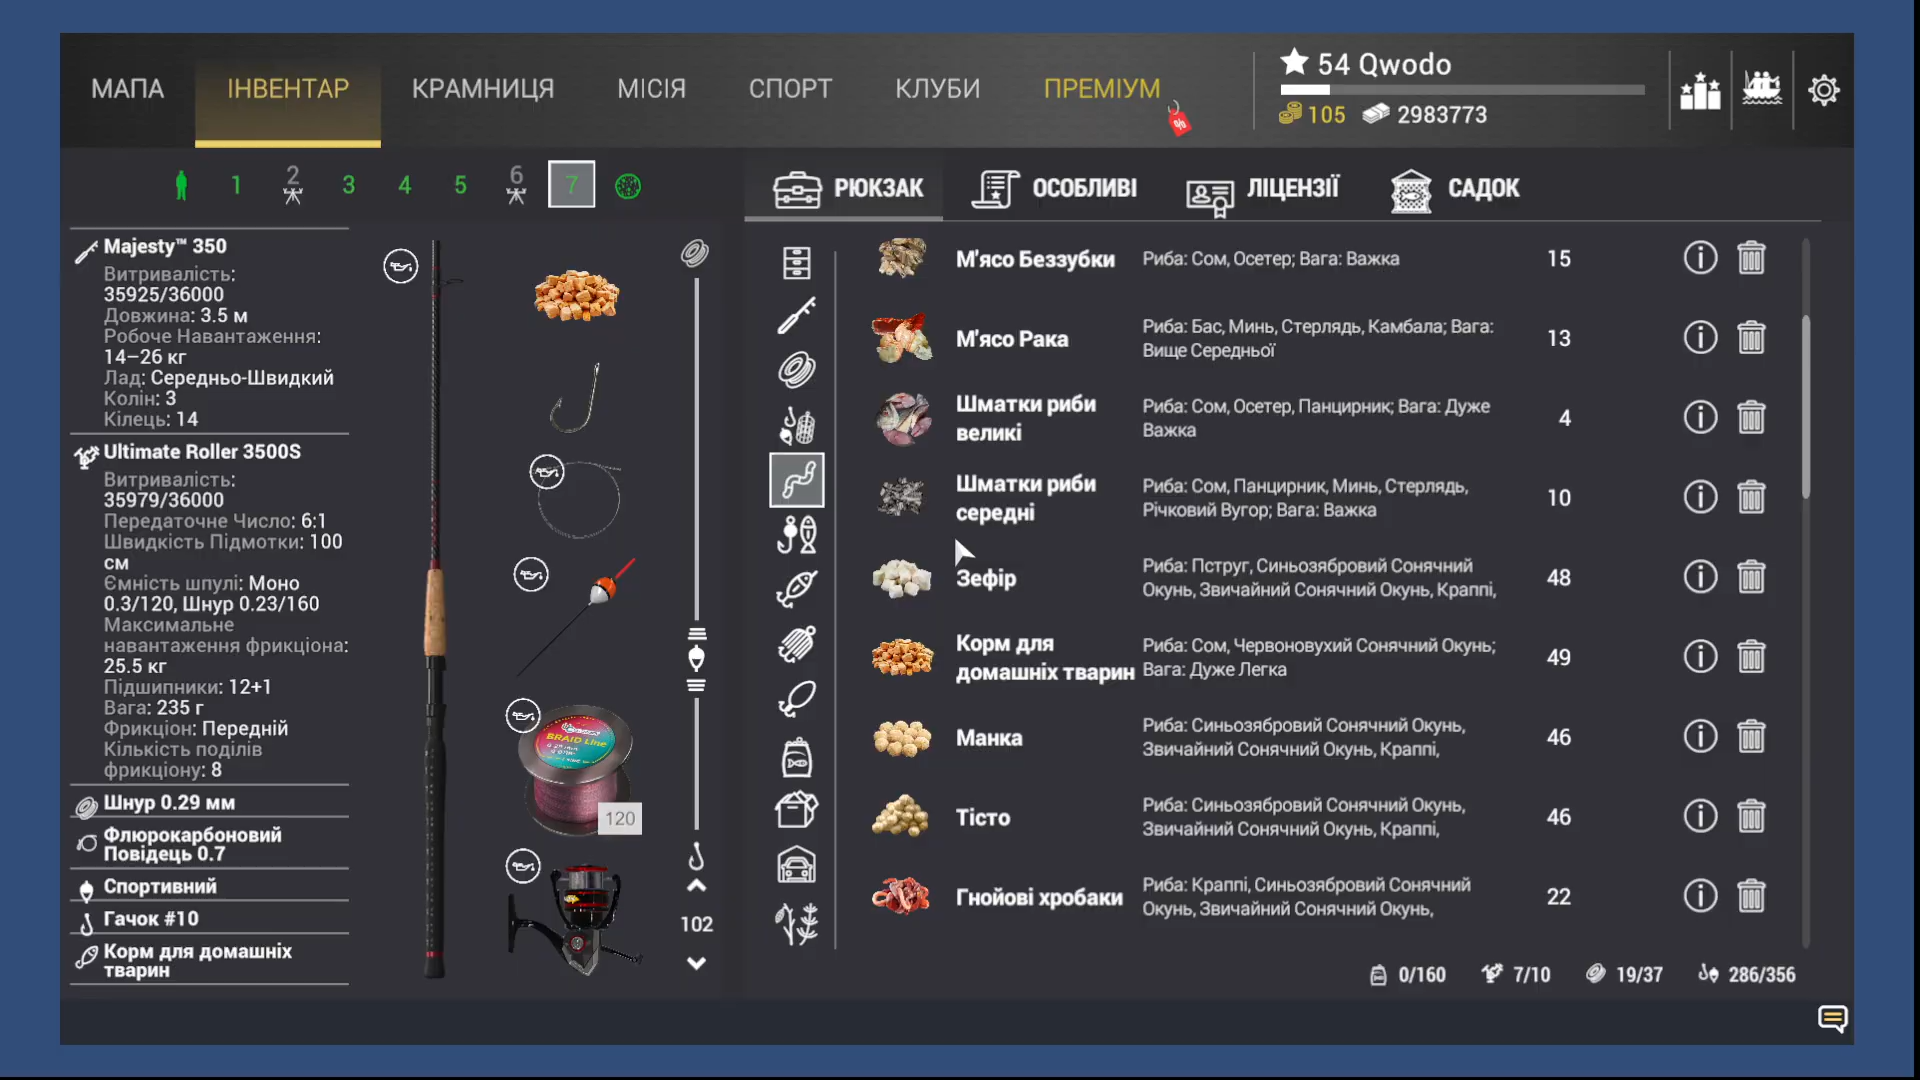 МАПА
ІНВЕНТАР
КРАМНИЦЯ
МІСІЯ
СПОРТ
КЛУБИ
ПРЕМІУМ
%
54 Qwodo
105
2983773
1
2
3
4
5
6
7
РЮКЗАК
ОСОБЛИВІ
ЛІЦЕНЗІЇ
САДОК
Majesty™ 350
Витривалість:
35925/36000
Довжина: 3.5 м
Робоче Навантаження:
14–26 кг
Лад: Середньо-Швидкий
Колін: 3
Кілець: 14
Ultimate Roller 3500S
Витривалість:
35979/36000
Передаточне Число: 6:1
Швидкість Підмотки: 100
см
Ємність шпулі: Моно
0.3/120, Шнур 0.23/160
Максимальне
навантаження фрикціона:
25.5 кг
Підшипники: 12+1
Вага: 235 г
Фрикціон: Передній
Кількість поділів
фрикціону: 8
Шнур 0.29 мм
Флюрокарбоновий
Повідець 0.7
Спортивний
Гачок #10
Корм для домашніх
тварин
BRAID Line
120
102
М'ясо Беззубки
Риба: Сом, Осетер; Вага: Важка
15
М'ясо Рака
Риба: Бас, Минь, Стерлядь, Камбала; Вага:
Вище Середньої
13
Шматки риби
великі
Риба: Сом, Осетер, Панцирник; Вага: Дуже
Важка
4
Шматки риби
середні
Риба: Сом, Панцирник, Минь, Стерлядь,
Річковий Вугор; Вага: Важка
10
Зефір
Риба: Пструг, Синьозябровий Сонячний
Окунь, Звичайний Сонячний Окунь, Краппі,
48
Корм для
домашніх тварин
Риба: Сом, Червоновухий Сонячний Окунь;
Вага: Дуже Легка
49
Манка
Риба: Синьозябровий Сонячний Окунь,
Звичайний Сонячний Окунь, Краппі,
46
Тісто
Риба: Синьозябровий Сонячний Окунь,
Звичайний Сонячний Окунь, Краппі,
46
Гнойові хробаки
Риба: Краппі, Синьозябровий Сонячний
Окунь, Звичайний Сонячний Окунь,
22
0/160
7/10
19/37
286/356